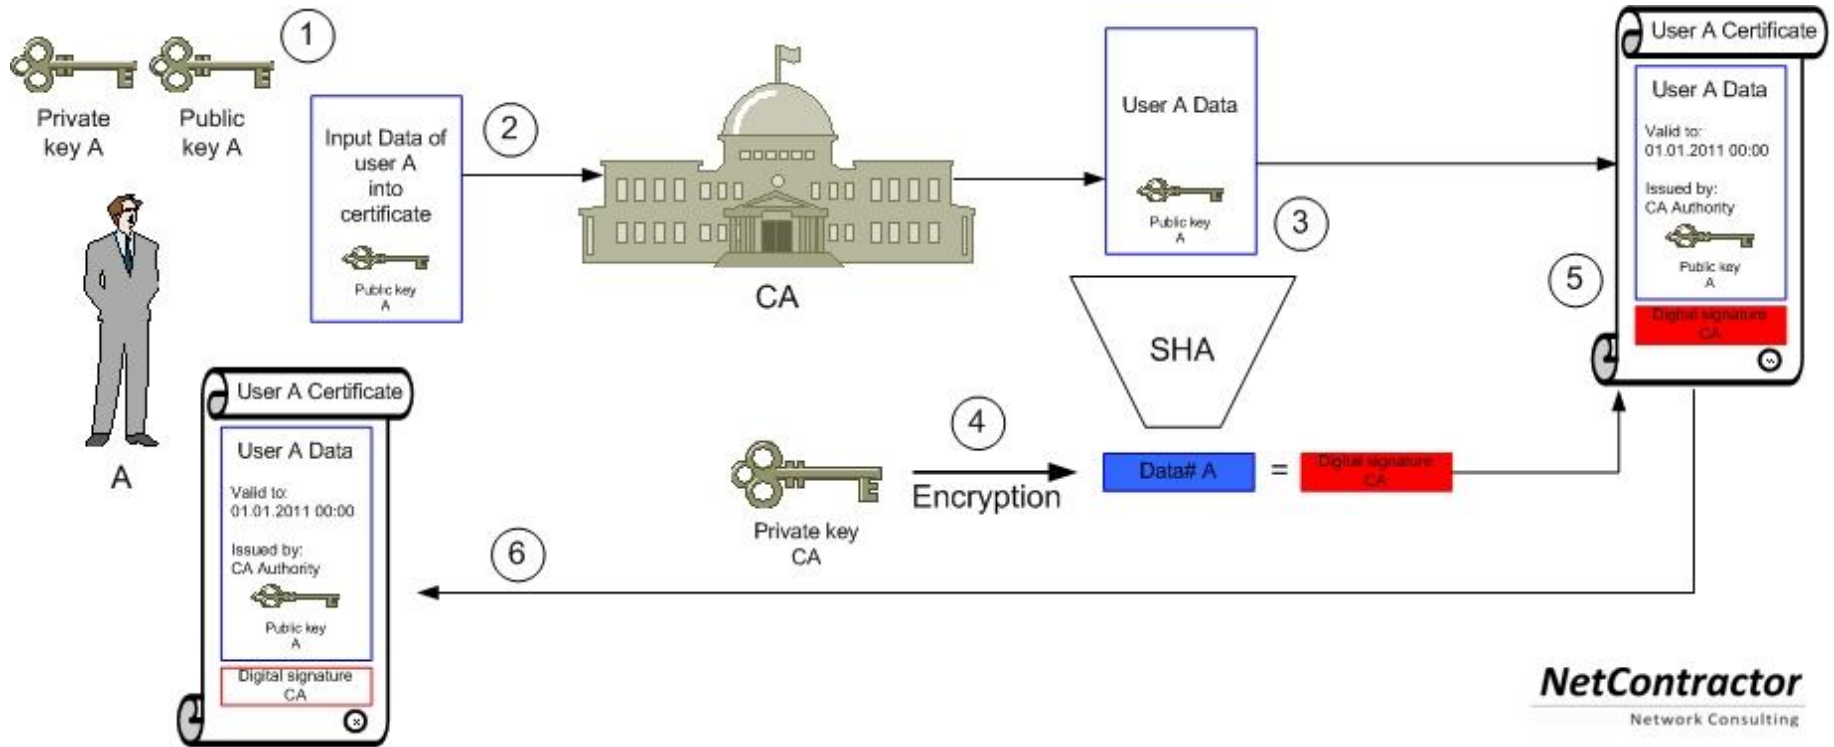 1
Private
key A
Public
key A
A
Input Data of
user A
into
certificate
Public key
A
2
CA
User A Data
Public key
A
3
SHA
Private key
CA
4
Encryption
Data# A
=
Digital signature
CA
User A Certificate
User A Data
Valid to:
01.01.2011 00:00
Issued by:
CA Authority
Public key
A
Digital signature
CA
5
6
User A Certificate
User A Data
Valid to:
01.01.2011 00:00
Issued by:
CA Authority
Public key
A
Digital signature
CA
NetContractor
Network Consulting